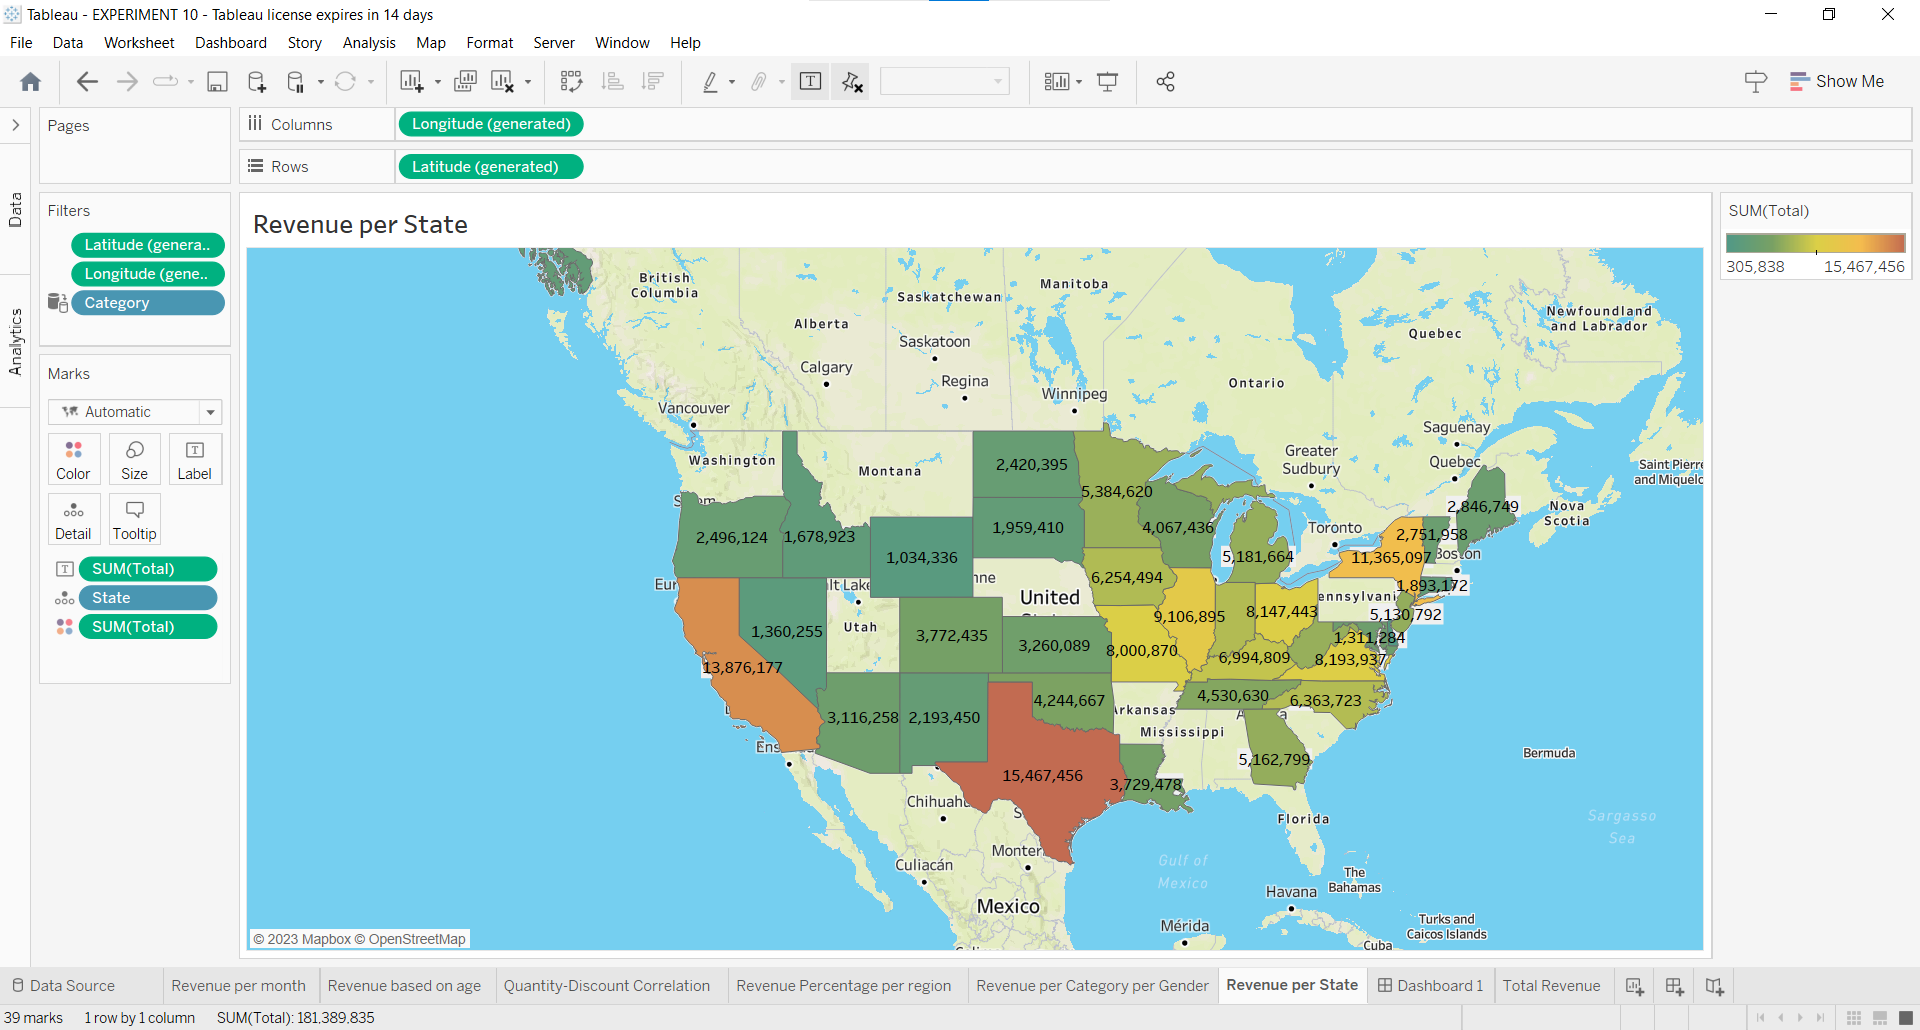 Tableau - EXPERIMENT 10 - Tableau license expires in 14 days
File Data Worksheet Dashboard Story Analysis Map Format Server Window Help
Show Me
Pages
Columns
Longitude (generated)
Rows
Latitude (generated)
Data
Analytics
Filters
Latitude (genera..
Longitude (gene..
Category
Marks
Automatic
Color
Size
Label
Detail
Tooltip
SUM(Total)
State
SUM(Total)
Revenue per State
British
Columbia
Alberta
Saskatchewan
Manitoba
Ontario
Quebec
Newfoundland
and Labrador
Calgary
Saskatoon
Regina
Winnipeg
Vancouver
Greater
Sudbury
Saguenay
Quebec
Saint Pierre
and Miquelo
Nova
Scotia
Toronto
Boston
Washington
Montana
Utah
United
Arkansas
Mississippi
Florida
Bermuda
Sargasso
Sea
Gulf of
Mexico
The
Bahamas
Havana
Turks and
Caicos Islands
Cuba
Mérida
Mexico
Culiacán
Chihuahu
Monter
2,420,395
5,384,620
4,067,436
2,846,749
2,751,958
2,496,124
1,678,923
1,034,336
1,959,410
5,181,664
11,365,097
6,254,494
1,893,172
9,106,895
8,147,443
5,130,792
1,360,255
3,772,435
3,260,089
8,000,870
6,994,809
1,311,284
8,193,937
13,876,177
4,530,630
6,363,723
3,116,258
2,193,450
4,244,667
15,467,456
3,729,478
5,162,799
© 2023 Mapbox © OpenStreetMap
SUM(Total)
305,838 15,467,456
Data Source
Revenue per month
Revenue based on age
Quantity-Discount Correlation
Revenue Percentage per region
Revenue per Category per Gender
Revenue per State
Dashboard 1
Total Revenue
39 marks 1 row by 1 column SUM(Total): 181,389,835